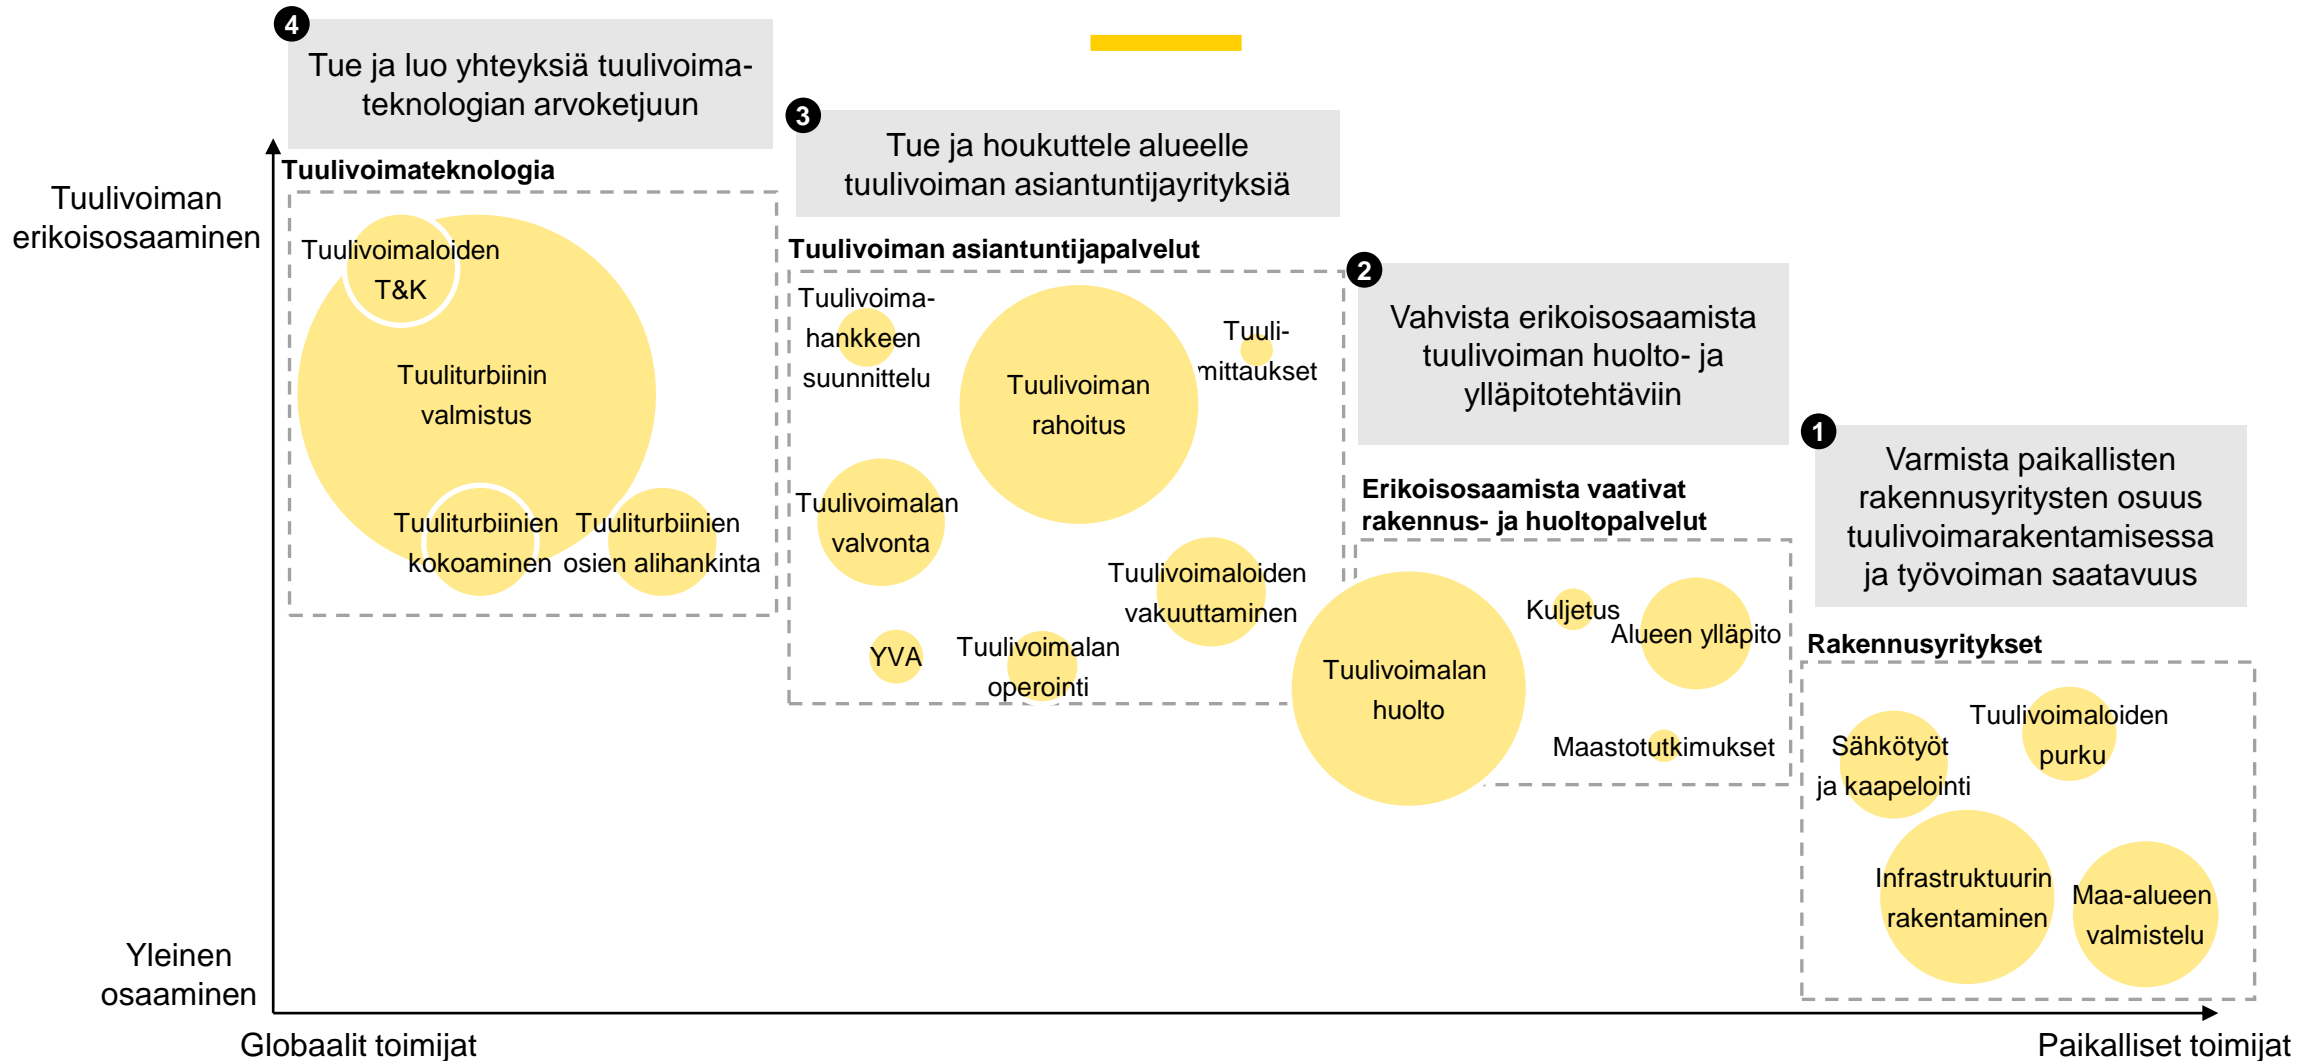 4
Tue ja luo yhteyksiä tuulivoima-
teknologian arvoketjuun
3
Tue ja houkuttele alueelle
tuulivoiman asiantuntijayrityksiä
2
Vahvista erikoisosaamista
tuulivoiman huolto- ja
ylläpitotehtäviin
1
Varmista paikallisten
rakennusyritysten osuus
tuulivoimarakentamisessa
ja työvoiman saatavuus
Tuulivoiman
erikoisosaaminen
Tuulivoimateknologia
Tuulivoimaloiden
T&K
Tuuliturbiinin
valmistus
Tuuliturbiinien
kokoaminen
Tuuliturbiinien
osien alihankinta
Tuulivoiman asiantuntijapalvelut
Tuulivoima-
hankkeen
suunnittelu
Tuulivoiman
rahoitus
Tuuli-
mittaukset
Tuulivoimalan
valvonta
Tuulivoimaloiden
vakuuttaminen
YVA
Tuulivoimalan
operointi
Erikoisosaamista vaativat
rakennus- ja huoltopalvelut
Tuulivoimalan
huolto
Kuljetus
Alueen ylläpito
Maastotutkimukset
Rakennusyritykset
Sähkötyöt
ja kaapelointi
Tuulivoimaloiden
purku
Infrastruktuurin
rakentaminen
Maa-alueen
valmistelu
Yleinen
osaaminen
Globaalit toimijat
Paikalliset toimijat